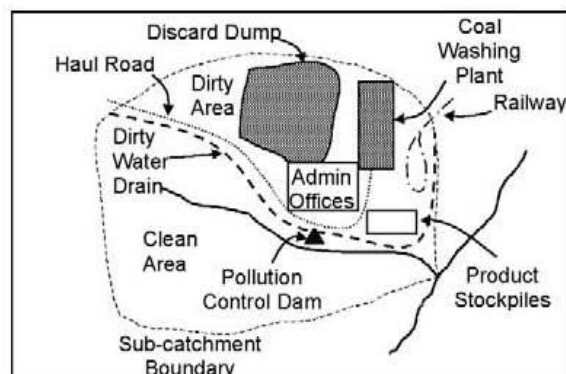 Discard Dump
Haul Road
Coal
Washing
Plant
Dirty
Area
Railway
Dirty
Water
Drain
Admin
Offices
Clean
Area
Pollution
Control Dam
Product
Stockpiles
Sub-catchment
Boundary